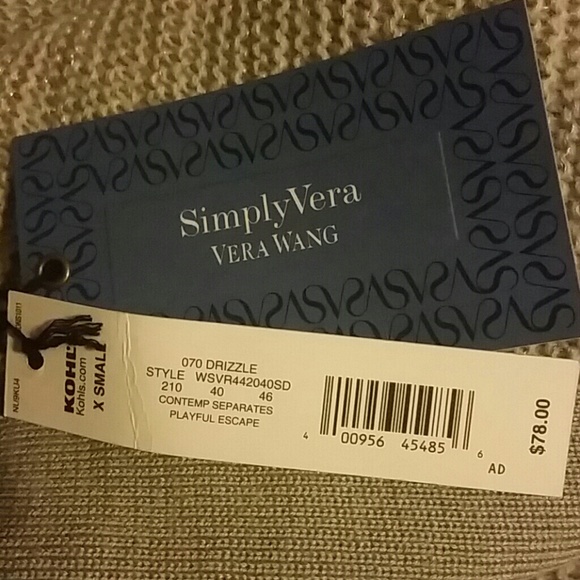 SimplyVera
VERA WANG
KOHL'S
Kohls.com
X SMALL
070 DRIZZLE
STYLE WSVR442040SD
210 40 46
CONTEMP SEPARATES
PLAYFUL ESCAPE
4 00956 45485 6
AD
$78.00